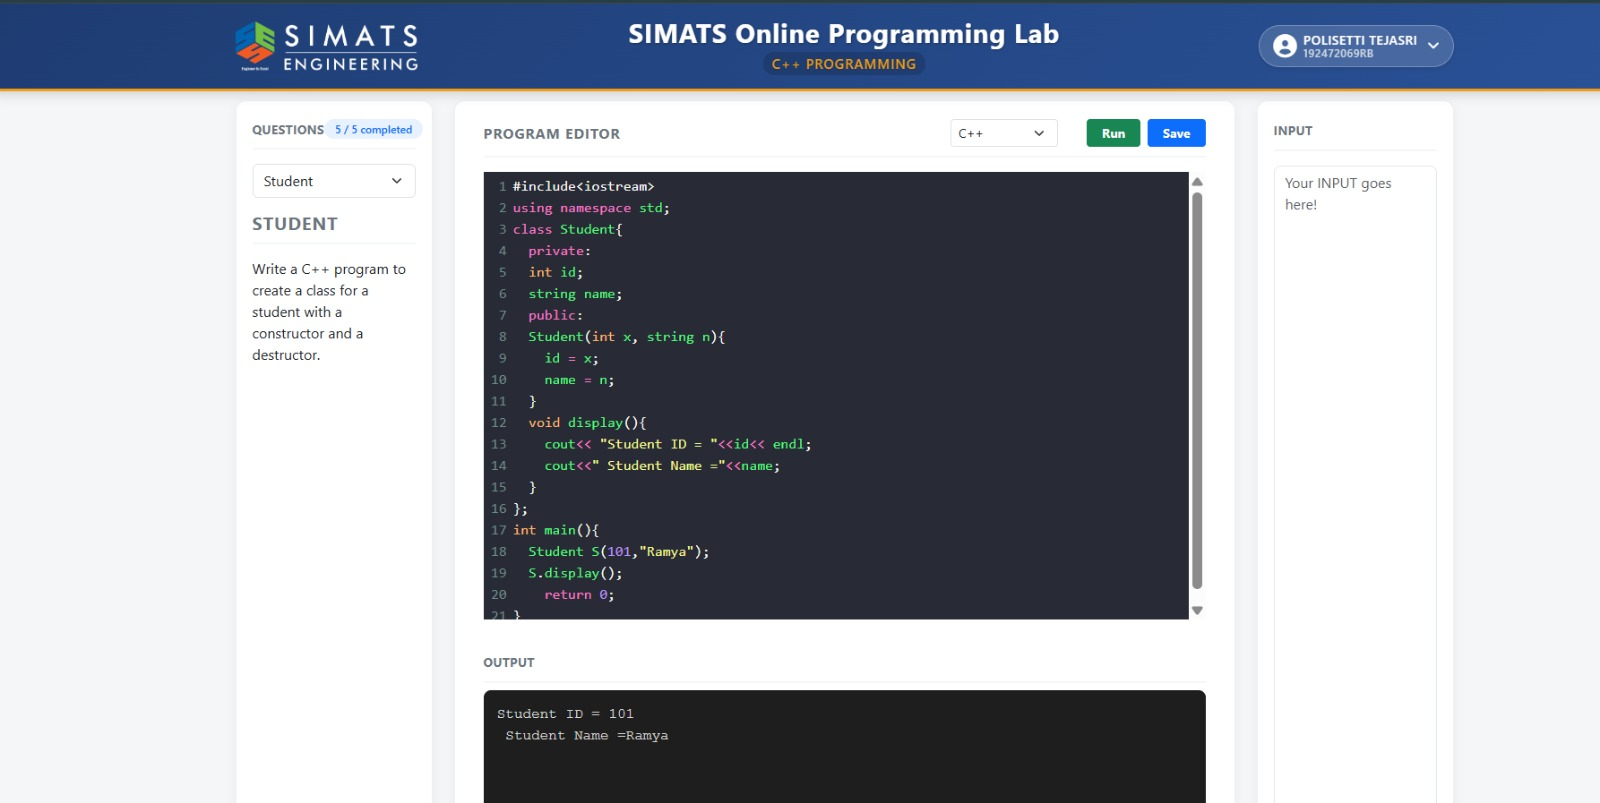 SIMATS
ENGINEERING
Engineer to Excel
SIMATS Online Programming Lab
C++ PROGRAMMING
POLISETTI TEJASRI
192472069RB
QUESTIONS 5 / 5 completed
Student
STUDENT
Write a C++ program to
create a class for a
student with a
constructor and a
destructor.
PROGRAM EDITOR
C++
Run
Save
1 #include<iostream>
2 using namespace std;
3 class Student{
4   private:
5   int id;
6   string name;
7   public:
8   Student(int x, string n){
9     id = x;
10     name = n;
11   }
12   void display(){
13     cout<< "Student ID = "<<id<< endl;
14     cout<<" Student Name ="<<name;
15   }
16 };
17 int main(){
18   Student S(101,"Ramya");
19   S.display();
20     return 0;
21 }
OUTPUT
Student ID = 101
 Student Name =Ramya
INPUT
Your INPUT goes
here!